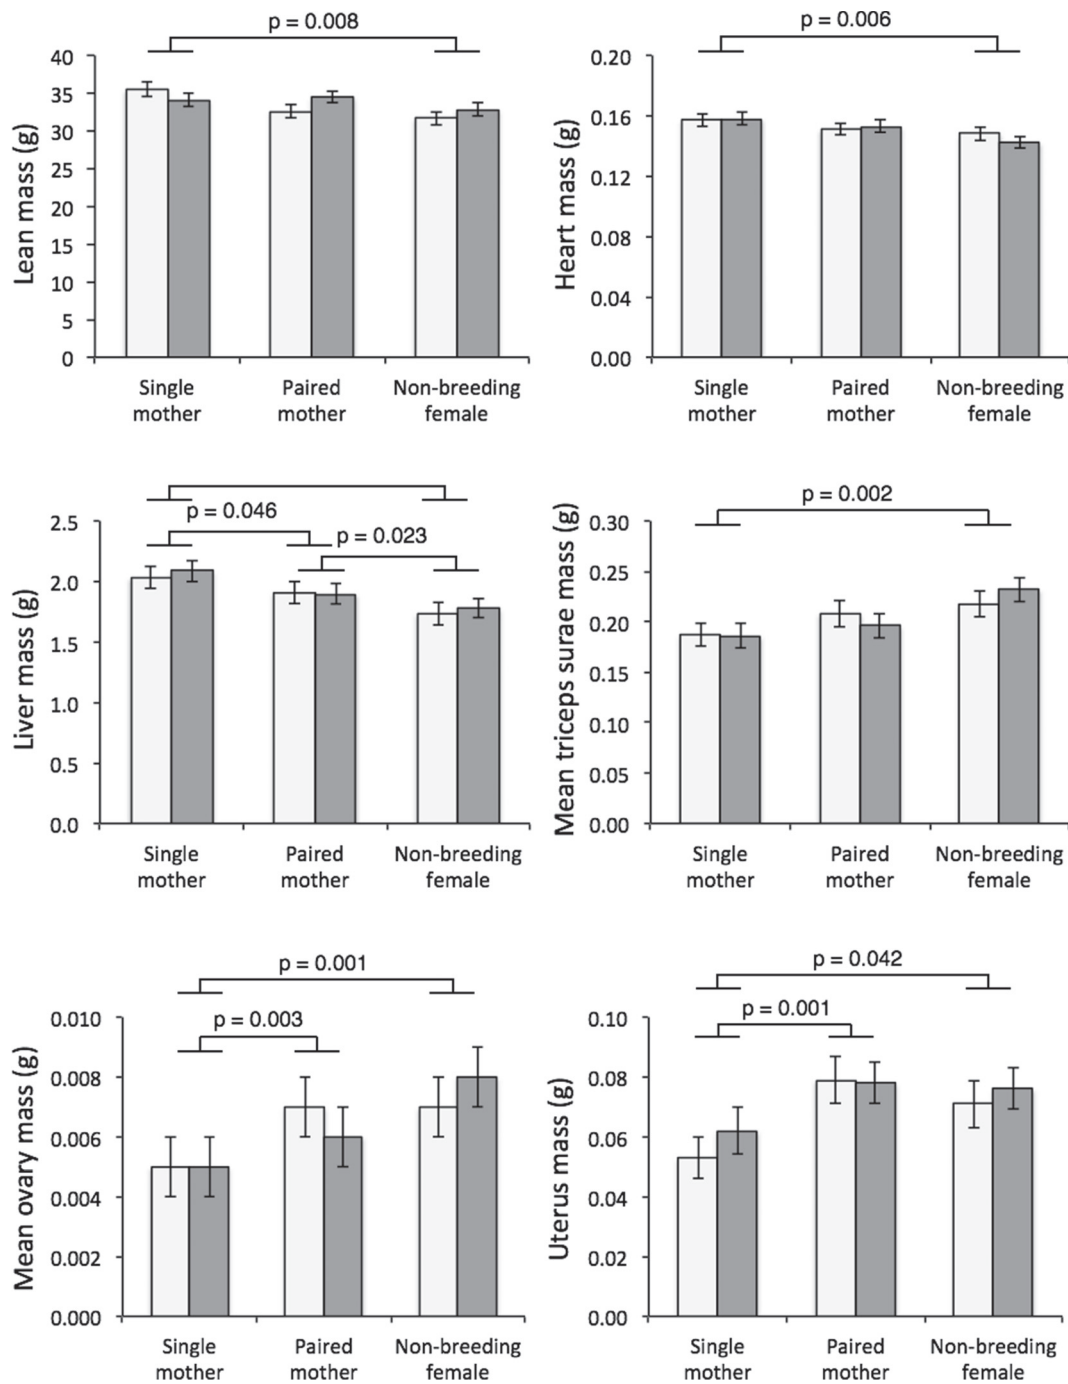 p = 0.008
Lean mass (g)
40
35
30
25
20
15
10
5
0
Single mother
Paired mother
Non-breeding female
p = 0.006
Heart mass (g)
0.20
0.16
0.12
0.08
0.04
0.00
Single mother
Paired mother
Non-breeding female
p = 0.046
p = 0.023
Liver mass (g)
2.5
2.0
1.5
1.0
0.5
0.0
Single mother
Paired mother
Non-breeding female
p = 0.002
Mean triceps surae mass (g)
0.30
0.25
0.20
0.15
0.10
0.05
0.00
Single mother
Paired mother
Non-breeding female
p = 0.001
p = 0.003
Mean ovary mass (g)
0.010
0.008
0.006
0.004
0.002
0.000
Single mother
Paired mother
Non-breeding female
p = 0.042
p = 0.001
Uterus mass (g)
0.10
0.08
0.06
0.04
0.02
0.00
Single mother
Paired mother
Non-breeding female